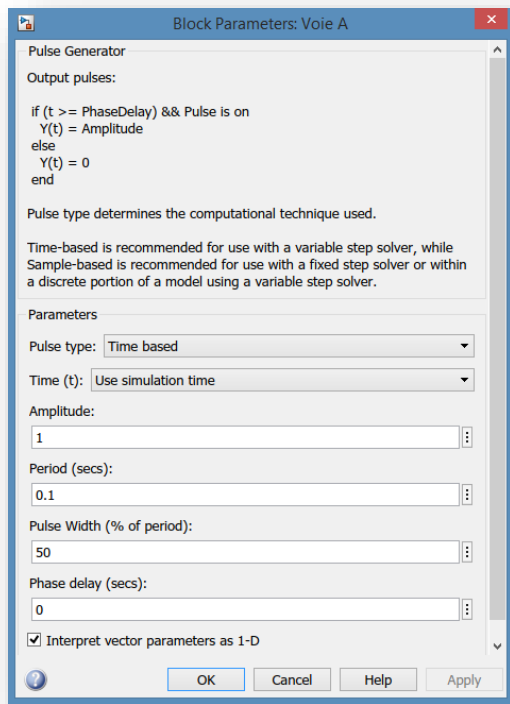 Block Parameters: Voie A
Pulse Generator
Output pulses:
if (t >= PhaseDelay) && Pulse is on
Y(t) = Amplitude
else
Y(t) = 0
end
Pulse type determines the computational technique used.
Time-based is recommended for use with a variable step solver, while
Sample-based is recommended for use with a fixed step solver or within
a discrete portion of a model using a variable step solver.
Parameters
Pulse type: Time based
Time (t): Use simulation time
Amplitude:
1
Period (secs):
0.1
Pulse Width (% of period):
50
Phase delay (secs):
0
Interpret vector parameters as 1-D
OK Cancel Help Apply